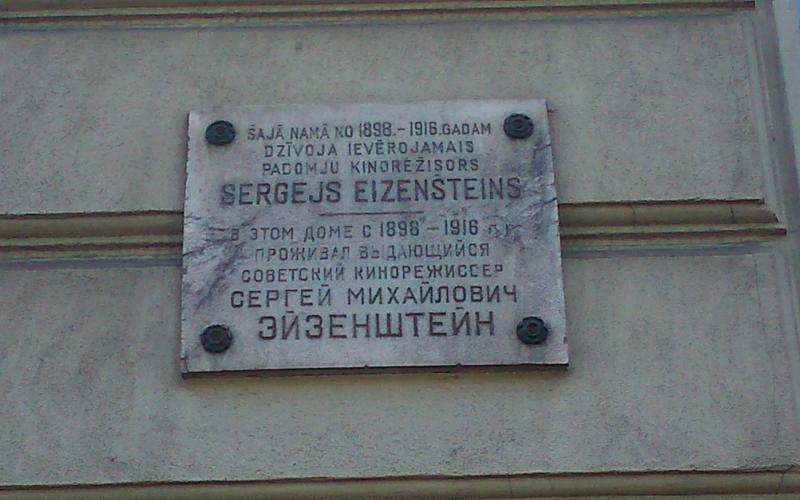 ŠAJĀ NAMĀ NO 1898.-1916.GADAM
DZĪVOJA IEVĒROJAMAIS
PADOMJU KINOREŽISORS
SERGEJS EIZENŠTEINS
В ЭТОМ ДОМЕ С 1898 - 1916 г.г.
ПРОЖИВАЛ ВЫДАЮЩИЙСЯ
СОВЕТСКИЙ КИНОРЕЖИССЕР
СЕРГЕЙ МИХАЙЛОВИЧ
ЭЙЗЕНШТЕЙН